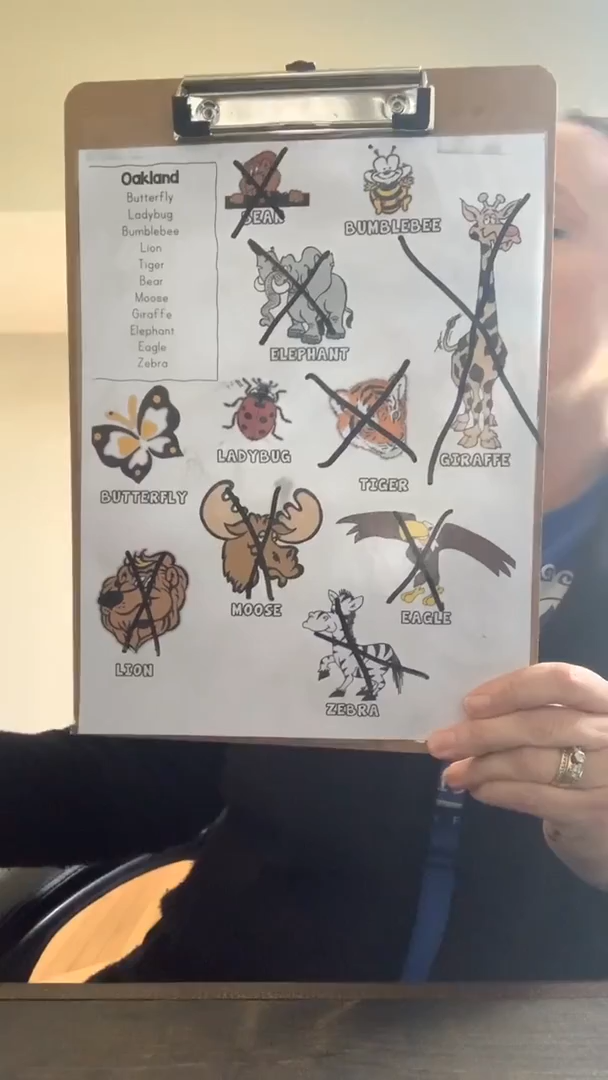 Oakland
Butterfly
Ladybug
Bumblebee
Lion
Tiger
Bear
Moose
Giraffe
Elephant
Eagle
Zebra
BEAR
BUMBLEBEE
ELEPHANT
GIRAFFE
LADYBUG
TIGER
BUTTERFLY
MOOSE
EAGLE
LION
ZEBRA